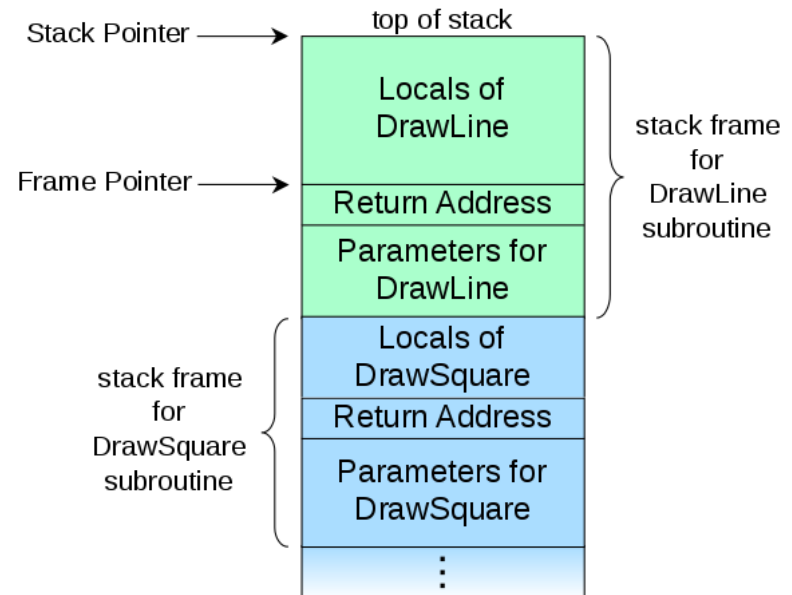 top of stack
Stack Pointer
Locals of
DrawLine
stack frame
for
DrawLine
subroutine
Frame Pointer
Return Address
Parameters for
DrawLine
Locals of
DrawSquare
stack frame
for
DrawSquare
subroutine
Return Address
Parameters for
DrawSquare
⋮